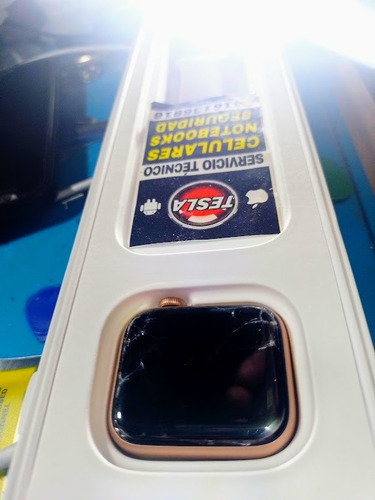 TESLA
SERVICIO TÉCNICO
CELULARES
NOTEBOOKS
SEGURIDAD